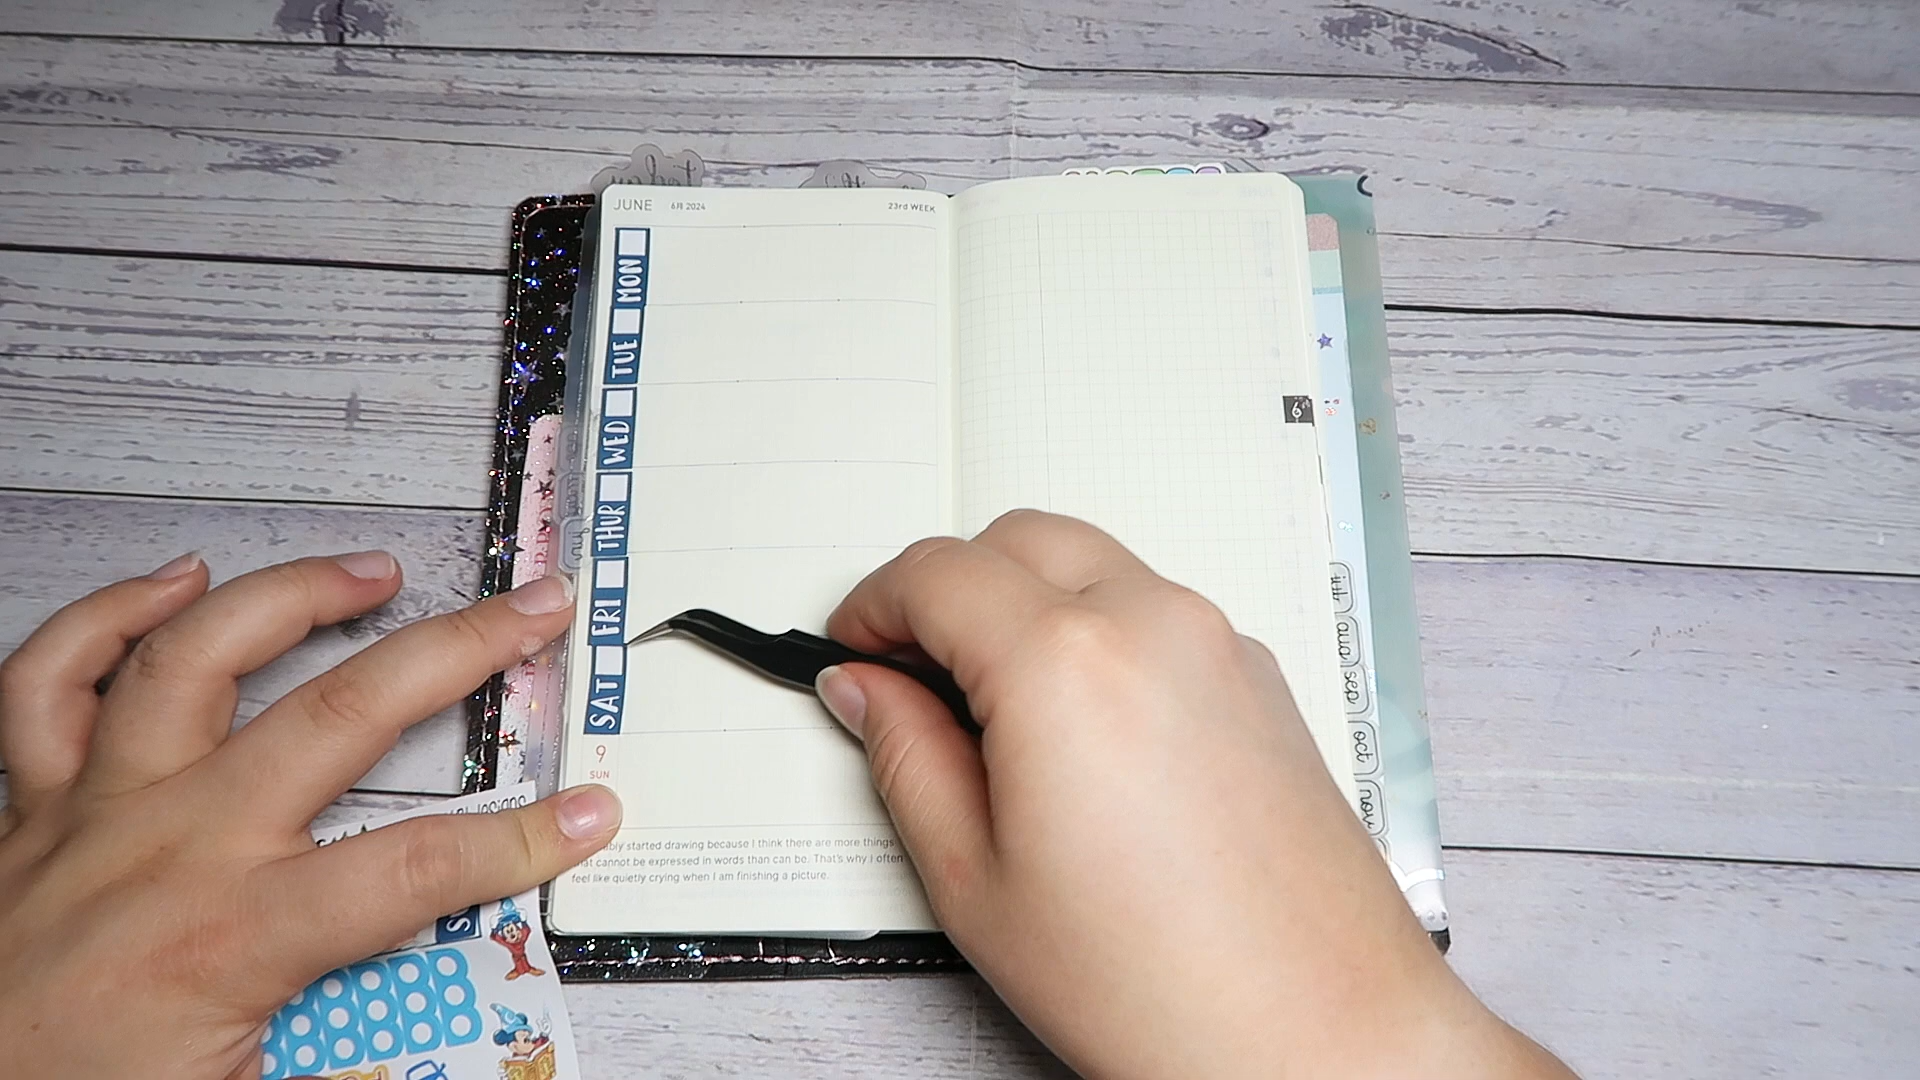 JUNE 6月 2024 23rd WEEK
MON
TUE
WED
THUR
FRI
SAT
9
SUN
started drawing because I think there are more things
that cannot be expressed in words than can be. That's why I often
feel like quietly crying when I am finishing a picture.
6
aug
sep
oct
nov